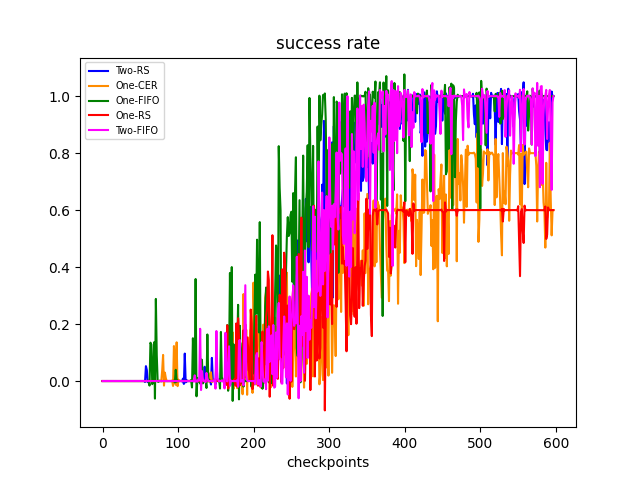 success rate
Two-RS
One-CER
One-FIFO
One-RS
Two-FIFO
1.0
0.8
0.6
0.4
0.2
0.0
0 100 200 300 400 500 600
checkpoints